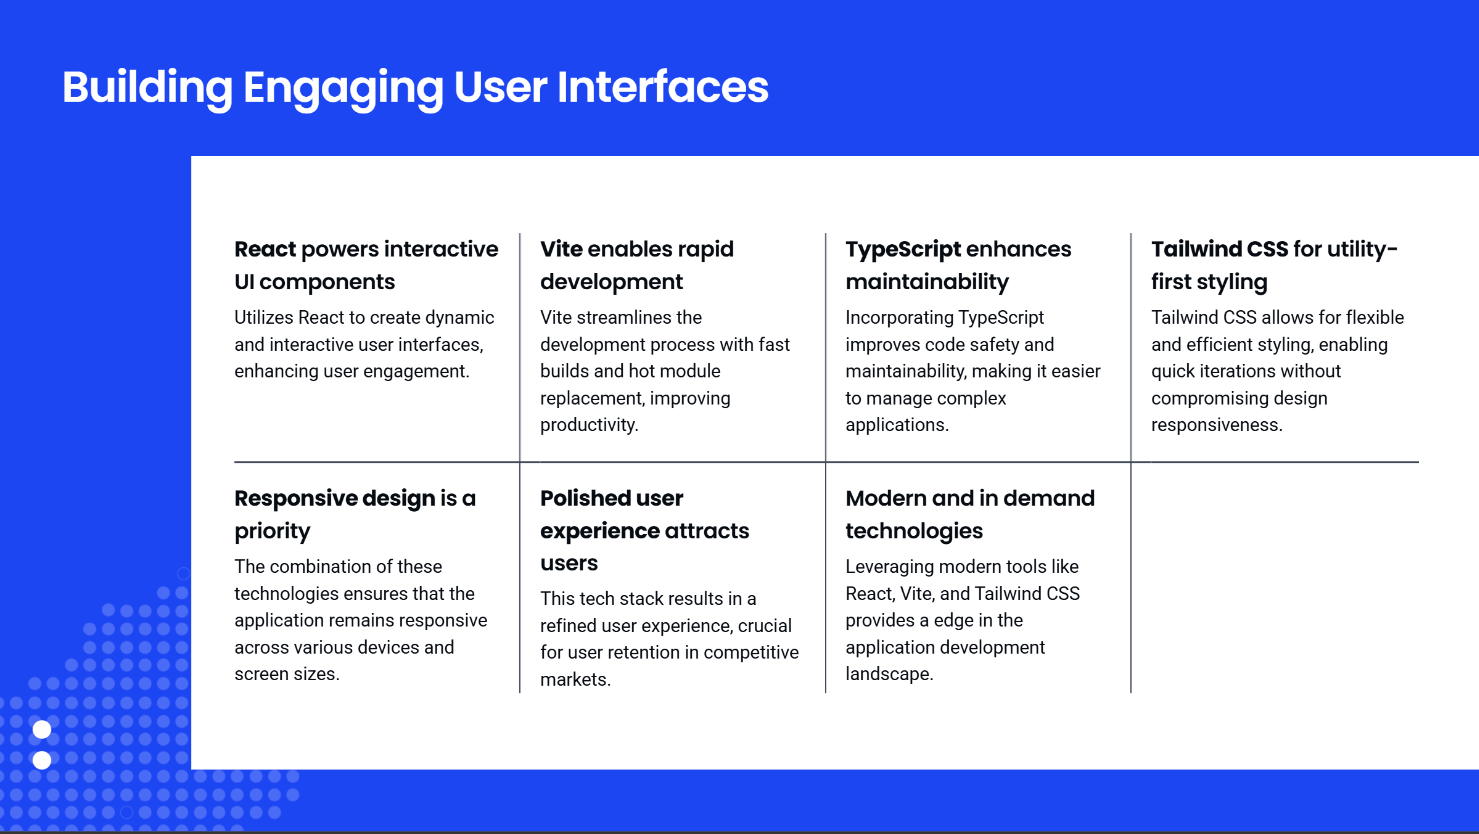 Building Engaging User Interfaces
React powers interactive
UI components
Utilizes React to create dynamic
and interactive user interfaces,
enhancing user engagement.
Vite enables rapid
development
Vite streamlines the
development process with fast
builds and hot module
replacement, improving
productivity.
TypeScript enhances
maintainability
Incorporating TypeScript
improves code safety and
maintainability, making it easier
to manage complex
applications.
Tailwind CSS for utility-
first styling
Tailwind CSS allows for flexible
and efficient styling, enabling
quick iterations without
compromising design
responsiveness.
Responsive design is a
priority
The combination of these
technologies ensures that the
application remains responsive
across various devices and
screen sizes.
Polished user
experience attracts
users
This tech stack results in a
refined user experience, crucial
for user retention in competitive
markets.
Modern and in demand
technologies
Leveraging modern tools like
React, Vite, and Tailwind CSS
provides a edge in the
application development
landscape.